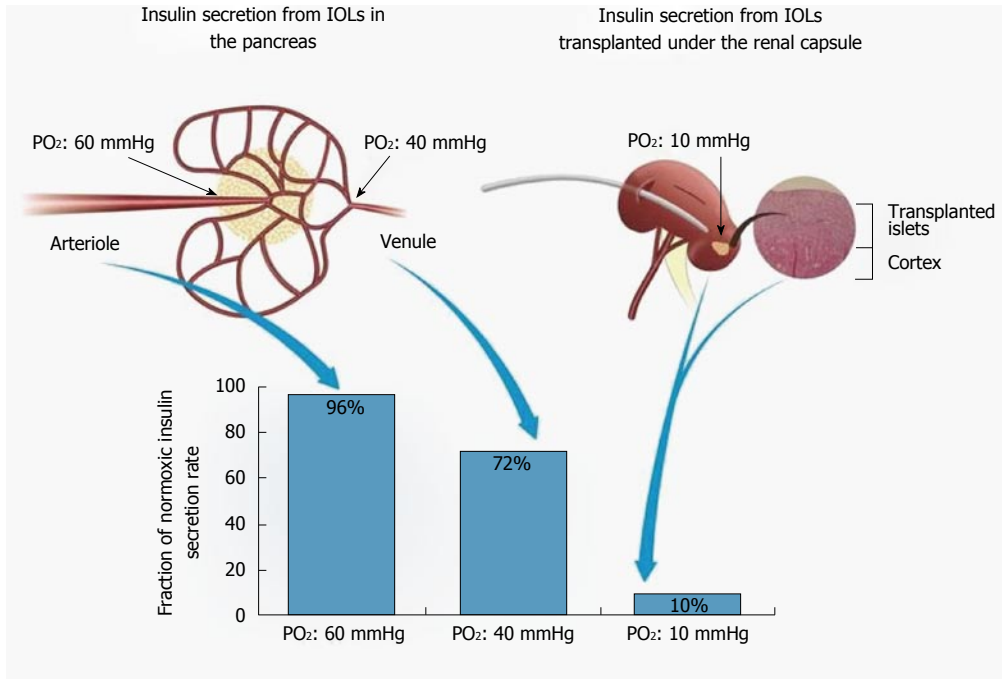 Insulin secretion from IOLs in
the pancreas
Insulin secretion from IOLs
transplanted under the renal capsule
PO₂: 60 mmHg
PO₂: 40 mmHg
PO₂: 10 mmHg
Arteriole
Venule
Transplanted
islets
Cortex
Fraction of normoxic insulin
secretion rate
100
80
60
40
20
0
96%
72%
10%
PO₂: 60 mmHg
PO₂: 40 mmHg
PO₂: 10 mmHg